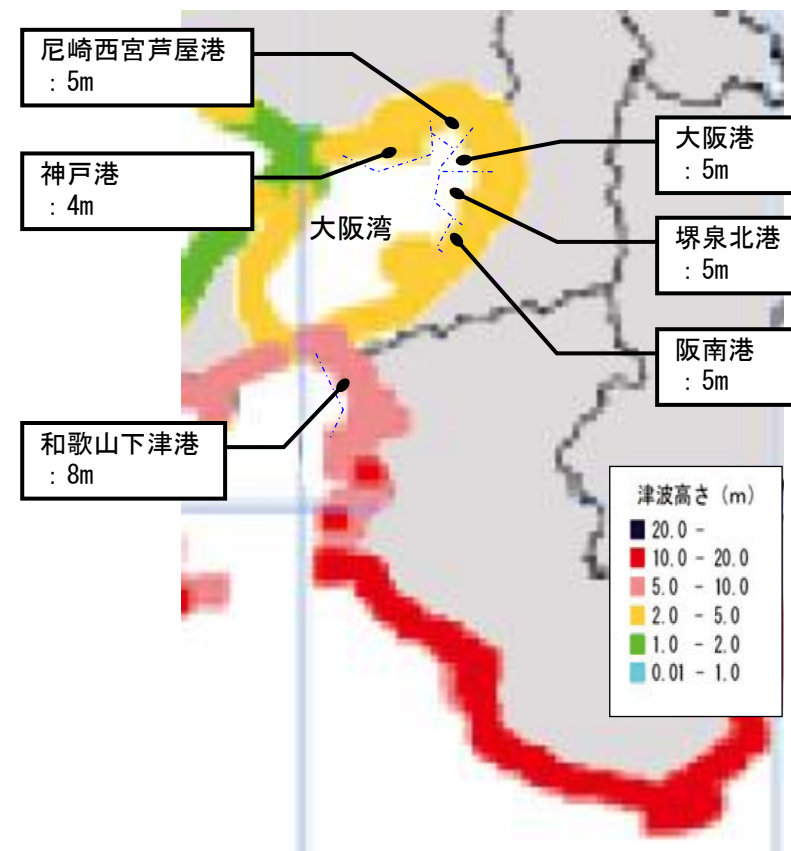 尼崎西宮芦屋港
：5m
神戸港
：4m
大阪湾
大阪港
：5m
堺泉北港
：5m
阪南港
：5m
和歌山下津港
：8m
津波高さ（m）
20.0 -
10.0 - 20.0
5.0 - 10.0
2.0 - 5.0
1.0 - 2.0
0.01 - 1.0